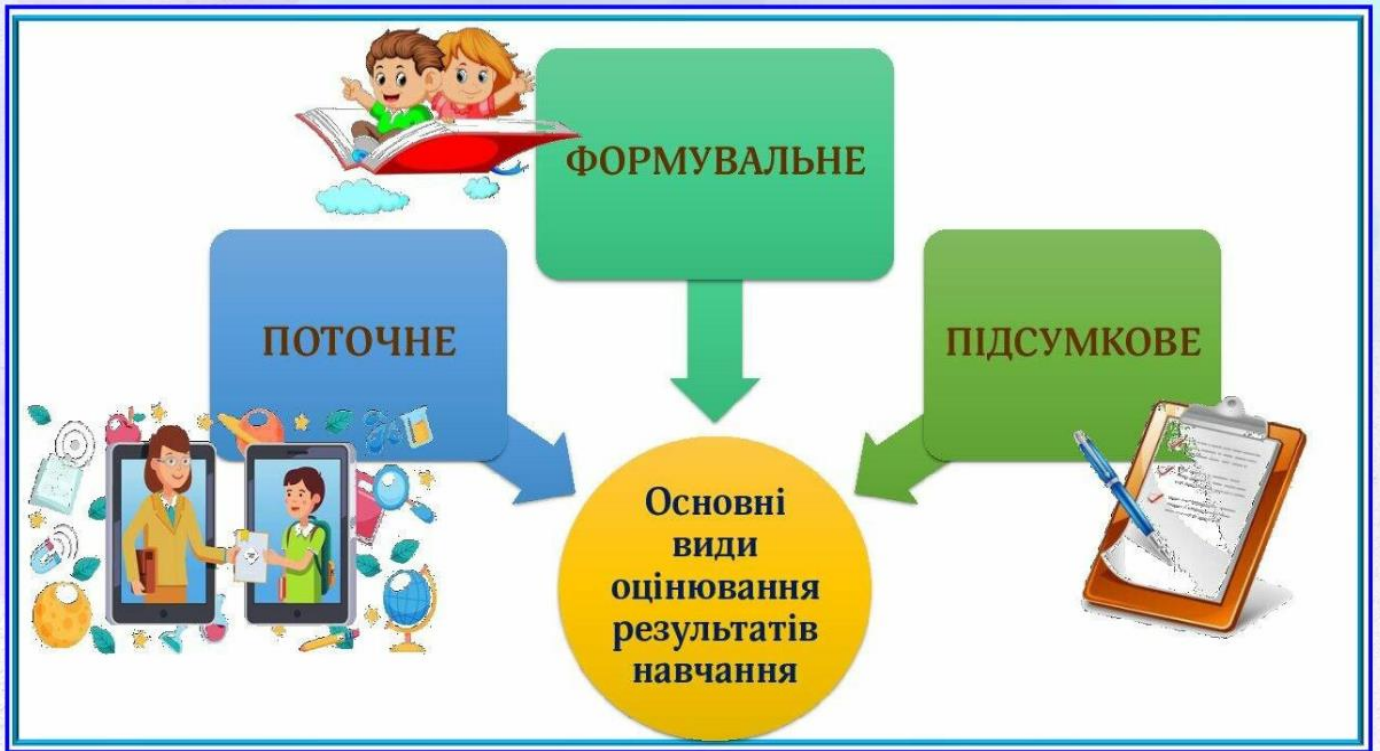 ФОРМУВАЛЬНЕ
ПОТОЧНЕ
ПІДСУМКОВЕ
Основні
види
оцінювання
результатів
навчання